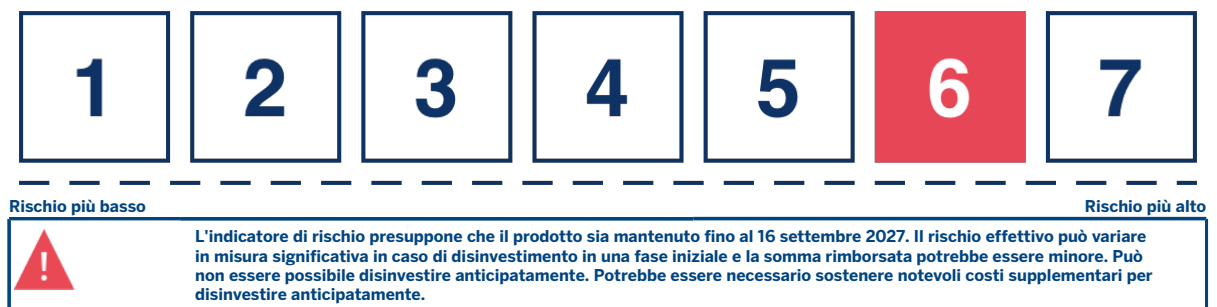 1 2 3 4 5 6 7
Rischio più basso Rischio più alto
!
L'indicatore di rischio presuppone che il prodotto sia mantenuto fino al 16 settembre 2027. Il rischio effettivo può variare
in misura significativa in caso di disinvestimento in una fase iniziale e la somma rimborsata potrebbe essere minore. Può
non essere possibile disinvestire anticipatamente. Potrebbe essere necessario sostenere notevoli costi supplementari per
disinvestire anticipatamente.